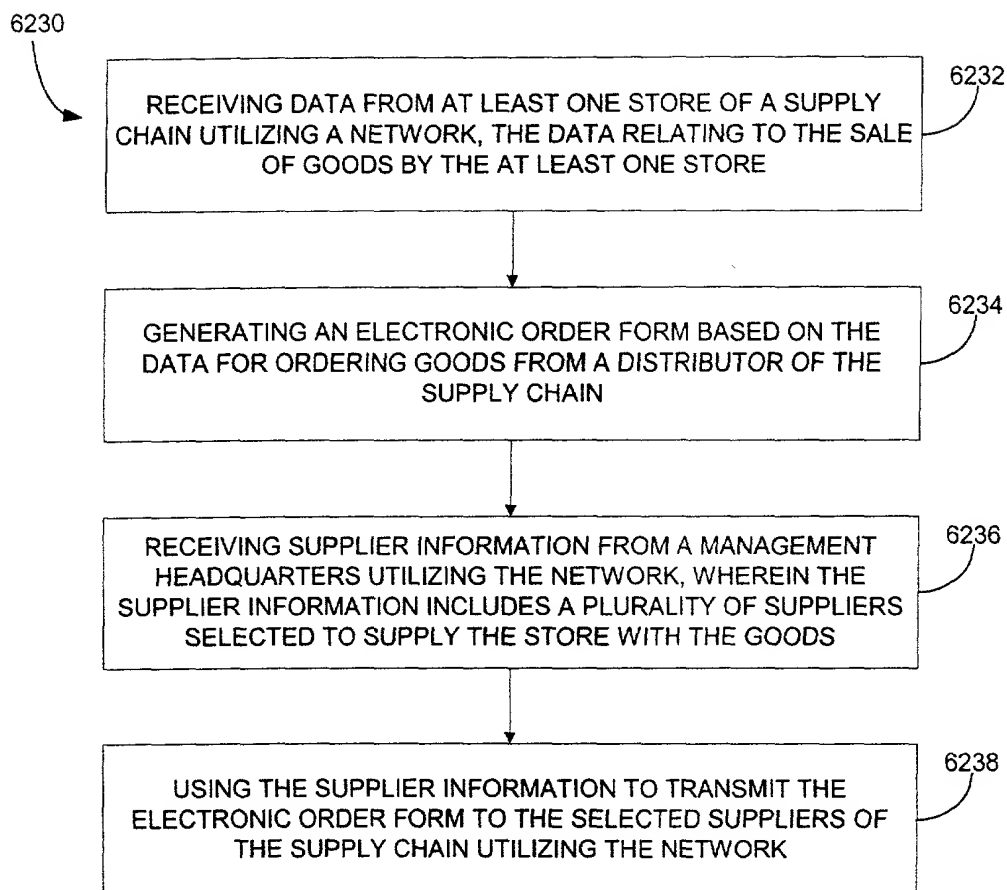 6230
6232
RECEIVING DATA FROM AT LEAST ONE STORE OF A SUPPLY
CHAIN UTILIZING A NETWORK, THE DATA RELATING TO THE SALE
OF GOODS BY THE AT LEAST ONE STORE
6234
GENERATING AN ELECTRONIC ORDER FORM BASED ON THE
DATA FOR ORDERING GOODS FROM A DISTRIBUTOR OF THE
SUPPLY CHAIN
6236
RECEIVING SUPPLIER INFORMATION FROM A MANAGEMENT
HEADQUARTERS UTILIZING THE NETWORK, WHEREIN THE
SUPPLIER INFORMATION INCLUDES A PLURALITY OF SUPPLIERS
SELECTED TO SUPPLY THE STORE WITH THE GOODS
6238
USING THE SUPPLIER INFORMATION TO TRANSMIT THE
ELECTRONIC ORDER FORM TO THE SELECTED SUPPLIERS OF
THE SUPPLY CHAIN UTILIZING THE NETWORK